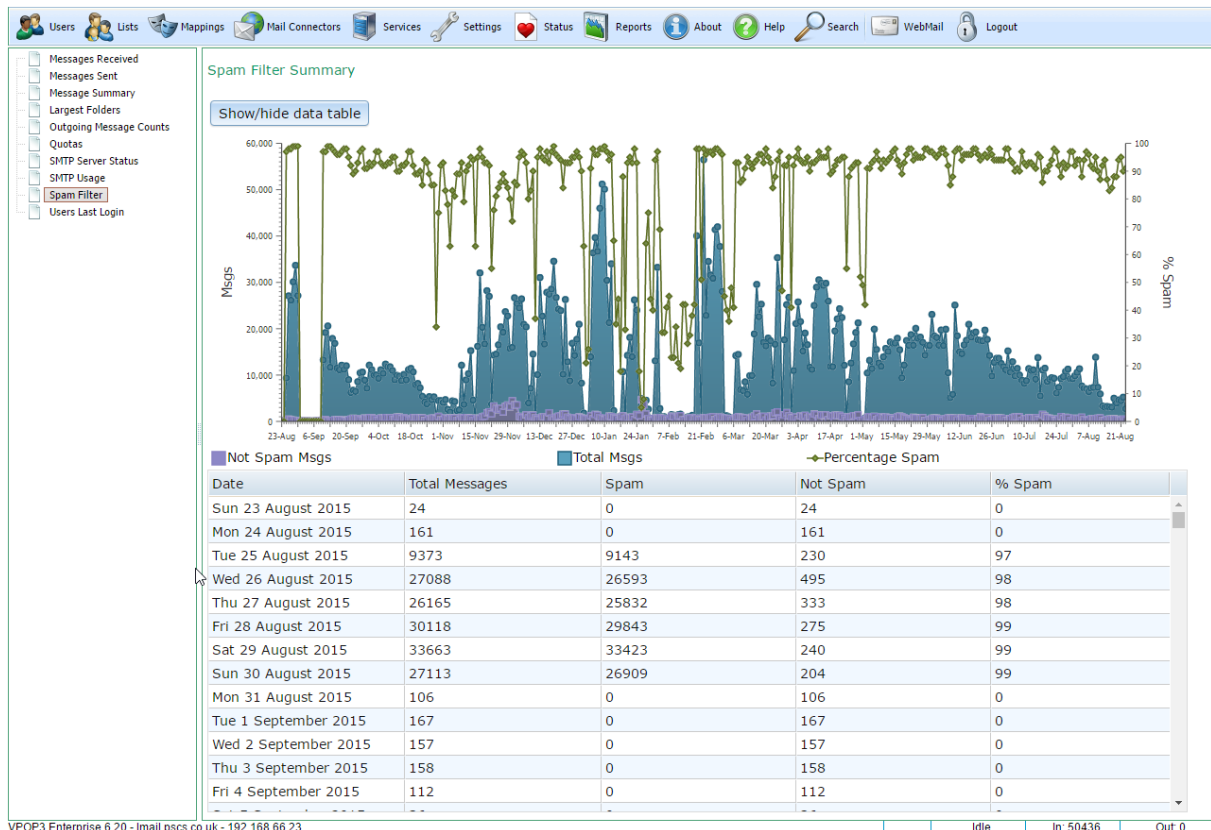 Users Lists Mappings Mail Connectors Services Settings Status Reports About Help Search WebMail Logout
Messages Received
Messages Sent
Message Summary
Largest Folders
Outgoing Message Counts
Quotas
SMTP Server Status
SMTP Usage
Spam Filter
Users Last Login
Spam Filter Summary
Show/hide data table
60,000
50,000
40,000
30,000
20,000
10,000
0
Msgs
100
90
80
70
60
50
40
30
20
10
0
% Spam
23-Aug 6-Sep 20-Sep 4-Oct 18-Oct 1-Nov 15-Nov 29-Nov 13-Dec 27-Dec 10-Jan 24-Jan 7-Feb 21-Feb 6-Mar 20-Mar 3-Apr 17-Apr 1-May 15-May 29-May 12-Jun 26-Jun 10-Jul 24-Jul 7-Aug 21-Aug
Not Spam Msgs Total Msgs Percentage Spam
Date Total Messages Spam Not Spam % Spam
Sun 23 August 2015 24 0 24 0
Mon 24 August 2015 161 0 161 0
Tue 25 August 2015 9373 9143 230 97
Wed 26 August 2015 27088 26593 495 98
Thu 27 August 2015 26165 25832 333 98
Fri 28 August 2015 30118 29843 275 99
Sat 29 August 2015 33663 33423 240 99
Sun 30 August 2015 27113 26909 204 99
Mon 31 August 2015 106 0 106 0
Tue 1 September 2015 167 0 167 0
Wed 2 September 2015 157 0 157 0
Thu 3 September 2015 158 0 158 0
Fri 4 September 2015 112 0 112 0
VPOP3 Enterprise 6.20 - lmail.pscs.co.uk - 192.168.66.23 Idle In: 50436 Out: 0